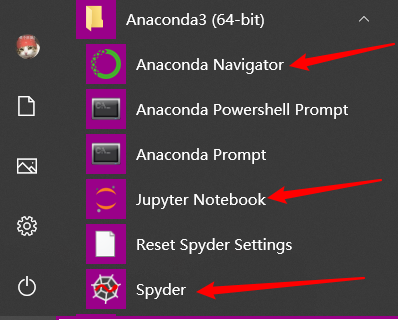 Anaconda3 (64-bit)
Anaconda Navigator
Anaconda Powershell Prompt
Anaconda Prompt
Jupyter Notebook
Reset Spyder Settings
Spyder